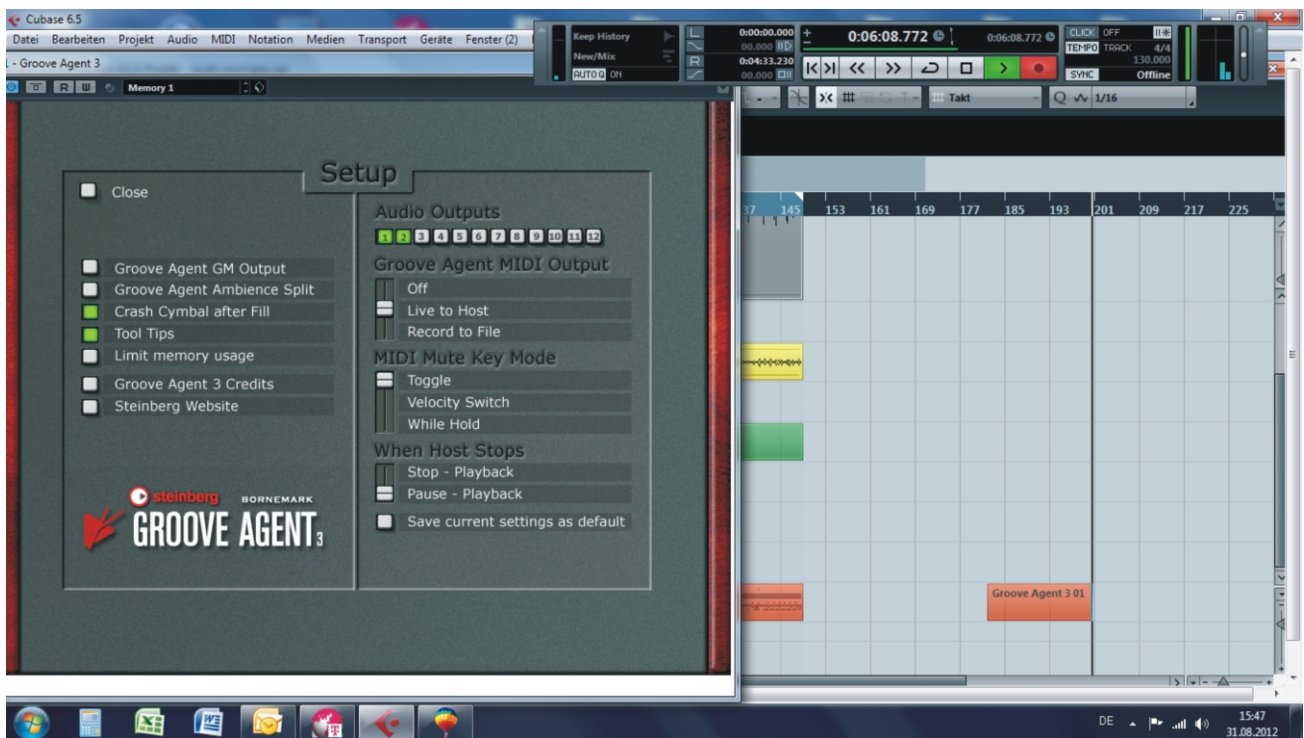 Cubase 6.5
Datei Bearbeiten Projekt Audio MIDI Notation Medien Transport Geräte Fenster (2)
Keep History
New/Mix
AUTO Q ON
L 0:00:00.000
00.000
R 0:04:33.230
00.000
0:06:08.772 0:06:08.772
CLICK OFF
TEMPO TRACK 4/4
130.000
SYNC Offline
- Groove Agent 3
R W Memory 1
Takt Q 1/16
Setup
Close
Groove Agent GM Output
Groove Agent Ambience Split
Crash Cymbal after Fill
Tool Tips
Limit memory usage
Groove Agent 3 Credits
Steinberg Website
steinberg BORNEMARK
GROOVE AGENT 3
Audio Outputs
1 2 3 4 5 6 7 8 9 10 11 12
Groove Agent MIDI Output
Off
Live to Host
Record to File
MIDI Mute Key Mode
Toggle
Velocity Switch
While Hold
When Host Stops
Stop - Playback
Pause - Playback
Save current settings as default
37 145 153 161 169 177 185 193 201 209 217 225
Groove Agent 3 01
DE
15:47
31.08.2012